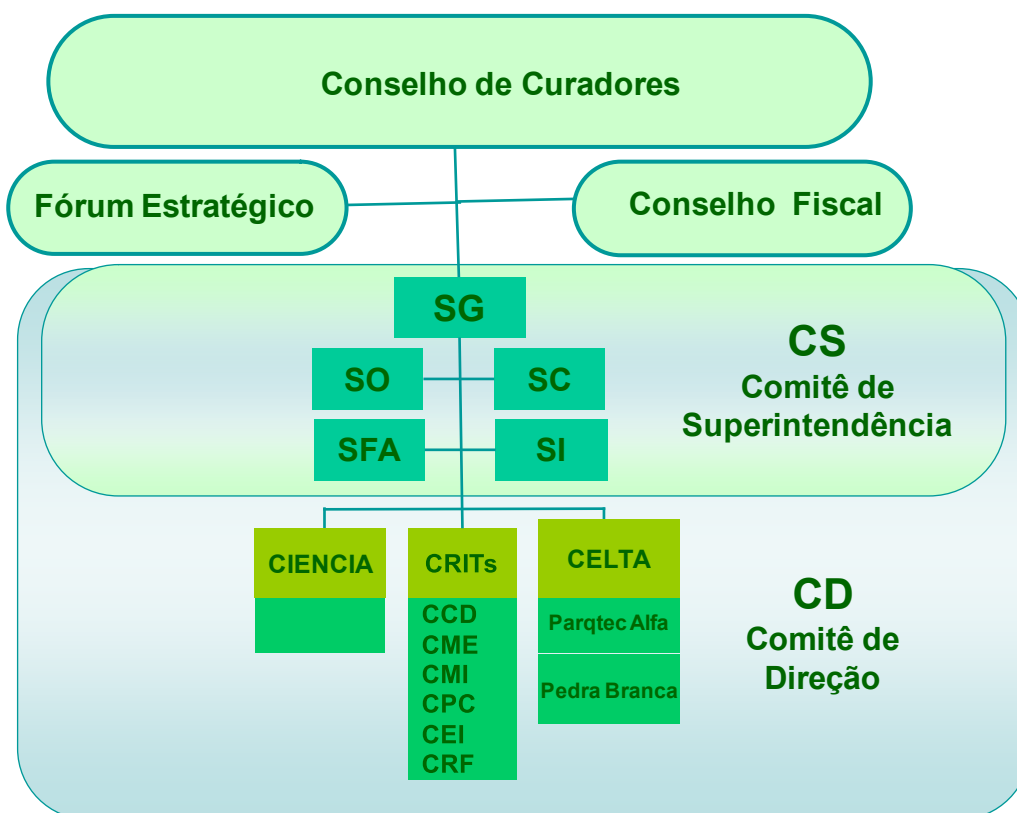 Conselho de Curadores
Fórum Estratégico
Conselho Fiscal
SG
SO
SC
SFA
SI
CS
Comitê de
Superintendência
CIENCIA
CRITs
CCD
CME
CMI
CPC
CEI
CRF
CELTA
Parqtec Alfa
Pedra Branca
CD
Comitê de
Direção